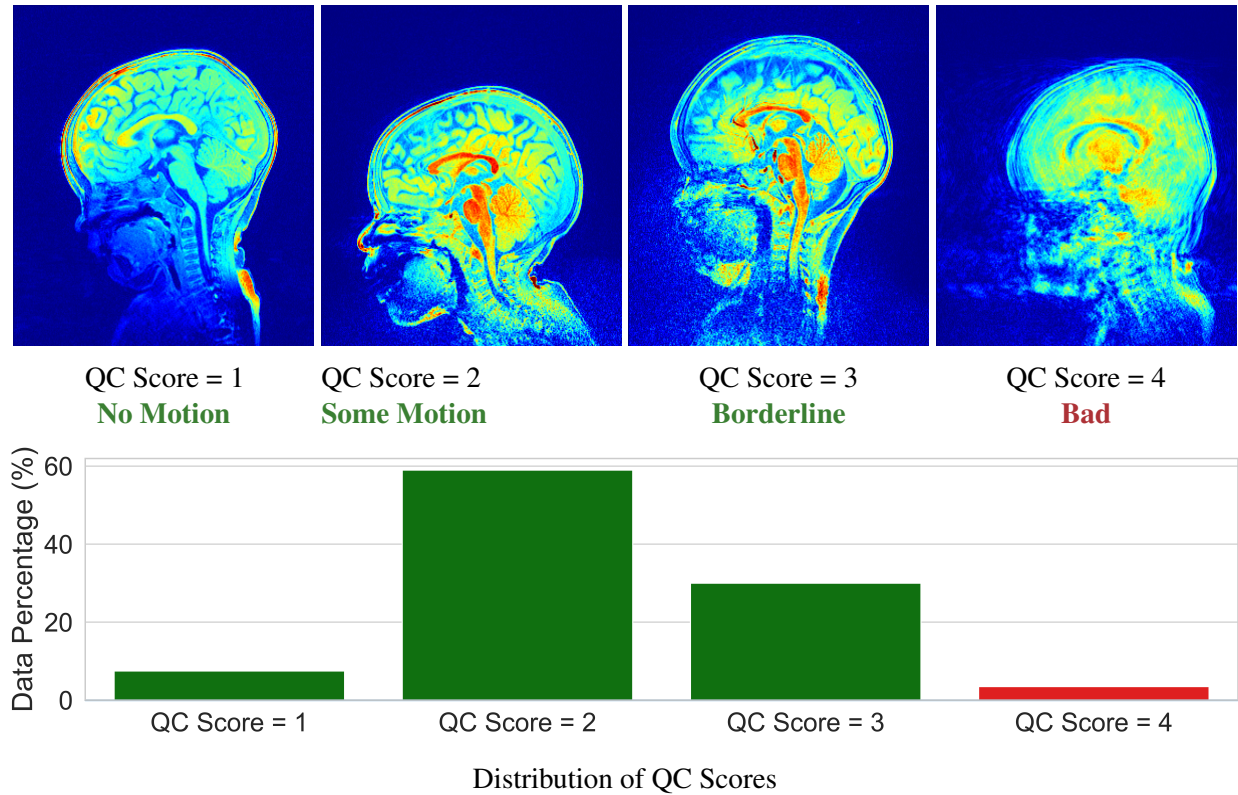 QC Score = 1 QC Score = 2 QC Score = 3 QC Score = 4
No Motion Some Motion Borderline Bad
Data Percentage (%)
60
40
20
0
QC Score = 1 QC Score = 2 QC Score = 3 QC Score = 4
Distribution of QC Scores